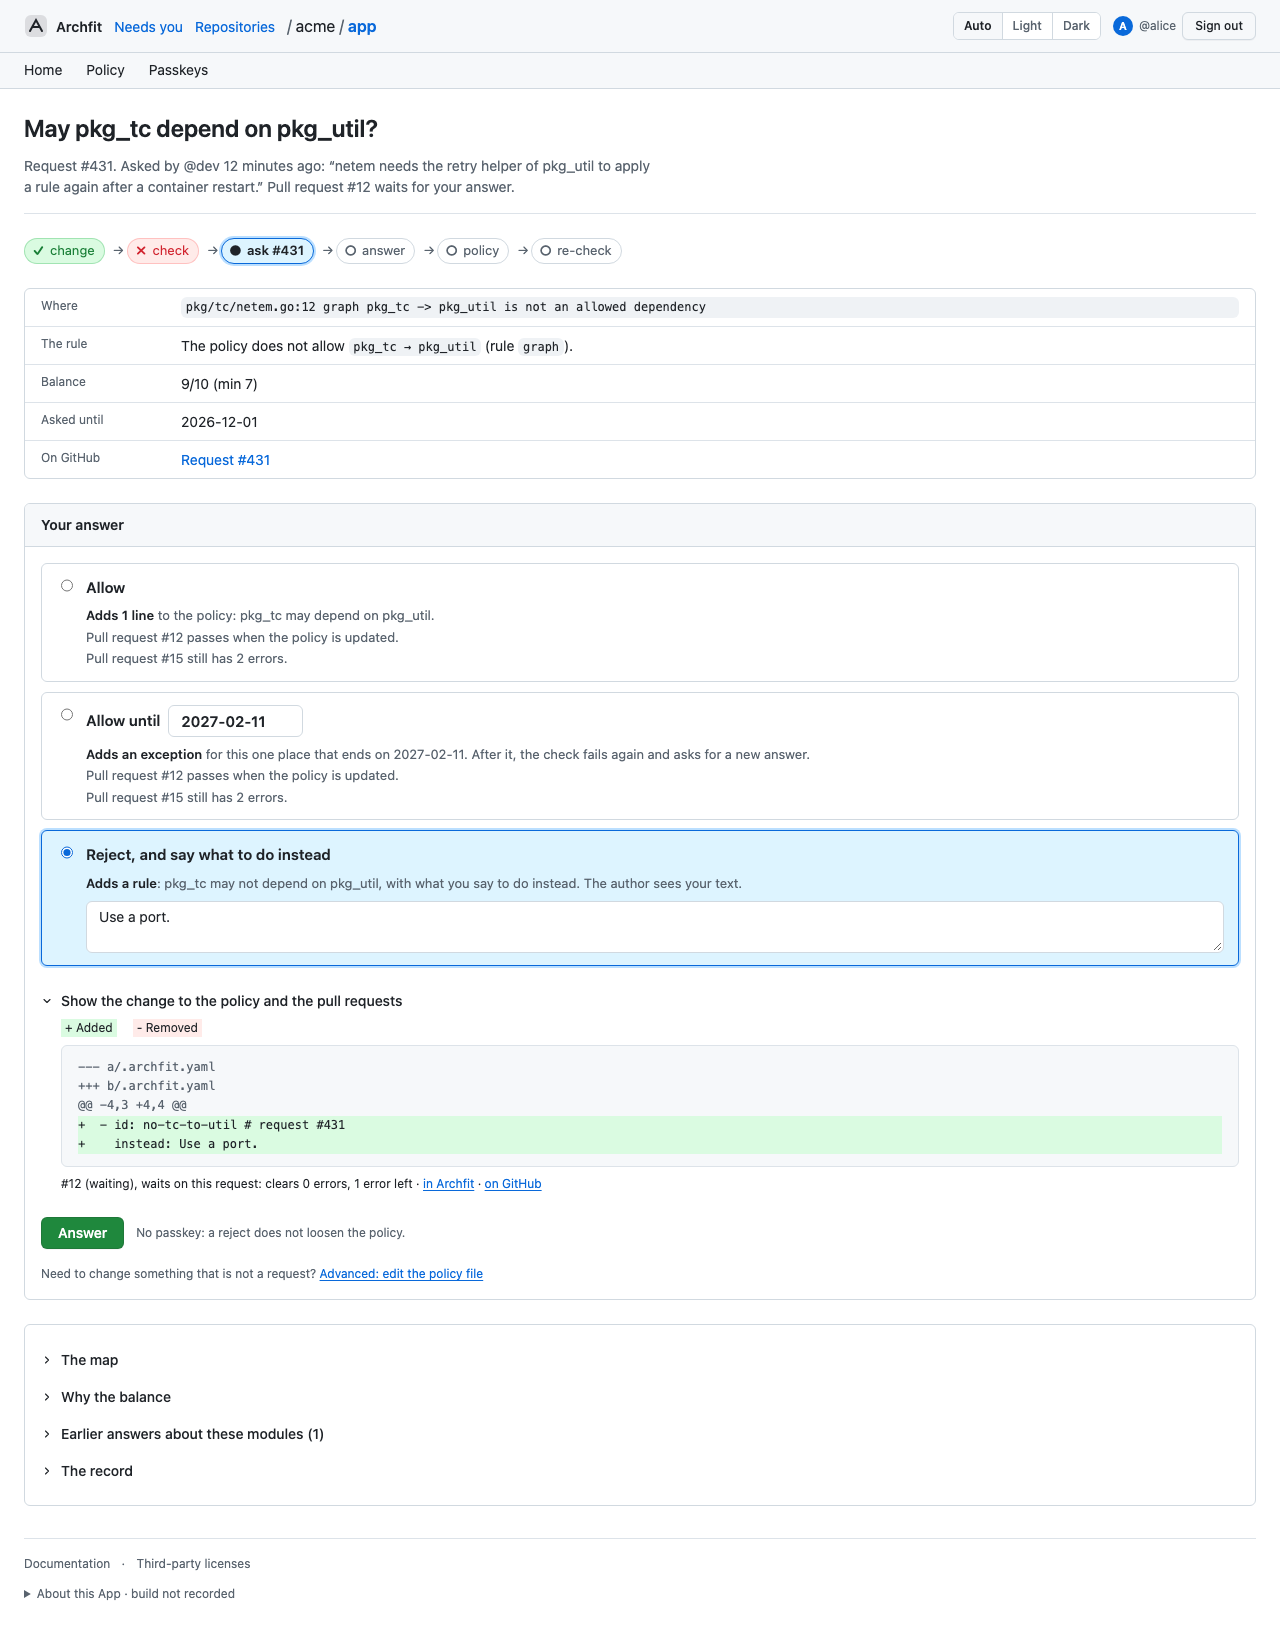 Archfit Needs you Repositories / acme / app Auto Light Dark A @alice Sign out
Home Policy Passkeys
May pkg_tc depend on pkg_util?
Request #431. Asked by @dev 12 minutes ago: “netem needs the retry helper of pkg_util to apply
a rule again after a container restart.” Pull request #12 waits for your answer.
change → check → ask #431 → answer → policy → re-check
Where pkg/tc/netem.go:12 graph pkg_tc -> pkg_util is not an allowed dependency
The rule The policy does not allow pkg_tc → pkg_util (rule graph).
Balance 9/10 (min 7)
Asked until 2026-12-01
On GitHub Request #431
Your answer
Allow
Adds 1 line to the policy: pkg_tc may depend on pkg_util.
Pull request #12 passes when the policy is updated.
Pull request #15 still has 2 errors.
Allow until 2027-02-11
Adds an exception for this one place that ends on 2027-02-11. After it, the check fails again and asks for a new answer.
Pull request #12 passes when the policy is updated.
Pull request #15 still has 2 errors.
Reject, and say what to do instead
Adds a rule: pkg_tc may not depend on pkg_util, with what you say to do instead. The author sees your text.
Use a port.
Show the change to the policy and the pull requests
+ Added - Removed
--- a/.archfit.yaml
+++ b/.archfit.yaml
@@ -4,3 +4,4 @@
+  - id: no-tc-to-util # request #431
+    instead: Use a port.
#12 (waiting), waits on this request: clears 0 errors, 1 error left · in Archfit · on GitHub
Answer No passkey: a reject does not loosen the policy.
Need to change something that is not a request? Advanced: edit the policy file
The map
Why the balance
Earlier answers about these modules (1)
The record
Documentation · Third-party licenses
About this App · build not recorded